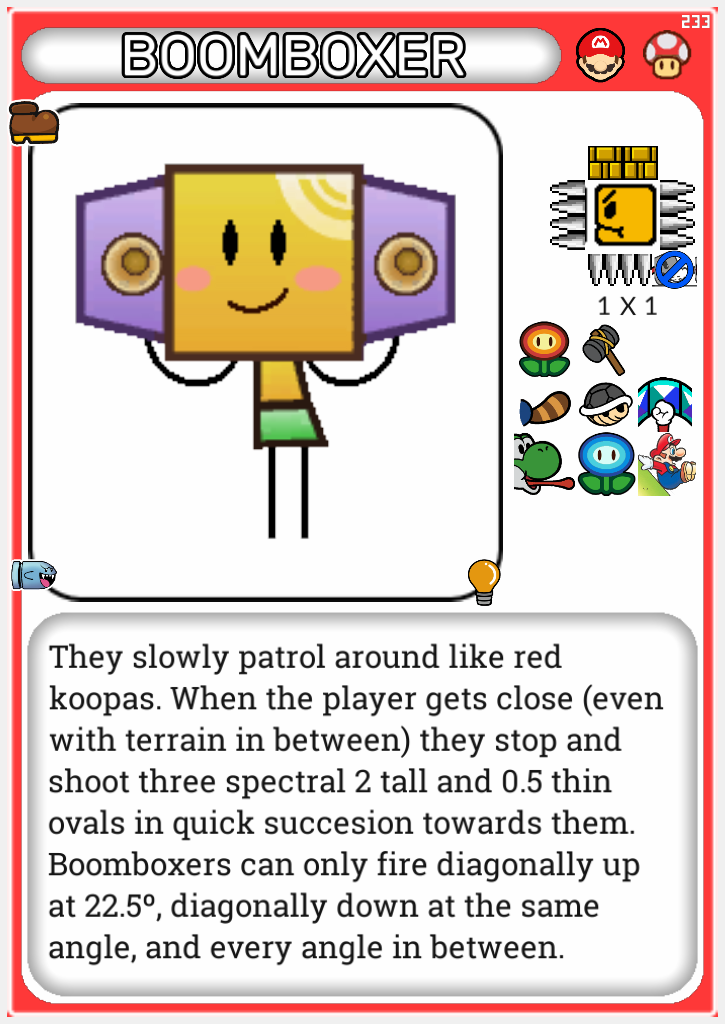 233
BOOMBOXER
1 X 1
They slowly patrol around like red
koopas. When the player gets close (even
with terrain in between) they stop and
shoot three spectral 2 tall and 0.5 thin
ovals in quick succesion towards them.
Boomboxers can only fire diagonally up
at 22.5º, diagonally down at the same
angle, and every angle in between.